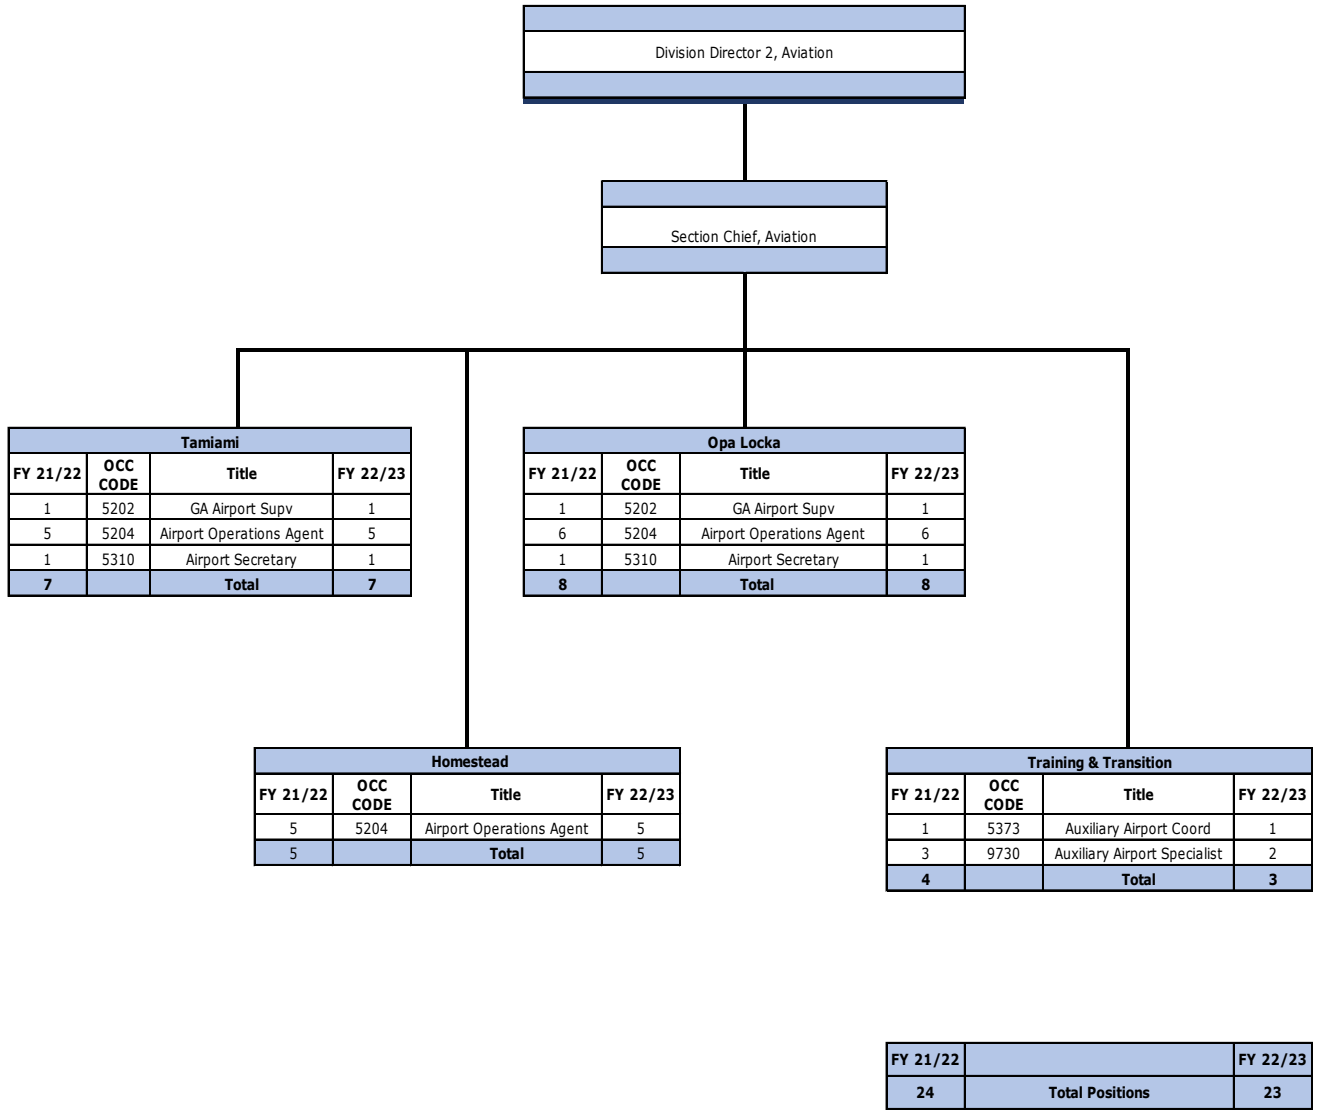 Division Director 2, Aviation
Section Chief, Aviation
Tamiami
FY 21/22 OCC CODE Title FY 22/23
1 5202 GA Airport Supv 1
5 5204 Airport Operations Agent 5
1 5310 Airport Secretary 1
7 Total 7
Opa Locka
FY 21/22 OCC CODE Title FY 22/23
1 5202 GA Airport Supv 1
6 5204 Airport Operations Agent 6
1 5310 Airport Secretary 1
8 Total 8
Homestead
FY 21/22 OCC CODE Title FY 22/23
5 5204 Airport Operations Agent 5
5 Total 5
Training & Transition
FY 21/22 OCC CODE Title FY 22/23
1 5373 Auxiliary Airport Coord 1
3 9730 Auxiliary Airport Specialist 2
4 Total 3
FY 21/22 FY 22/23
24 Total Positions 23